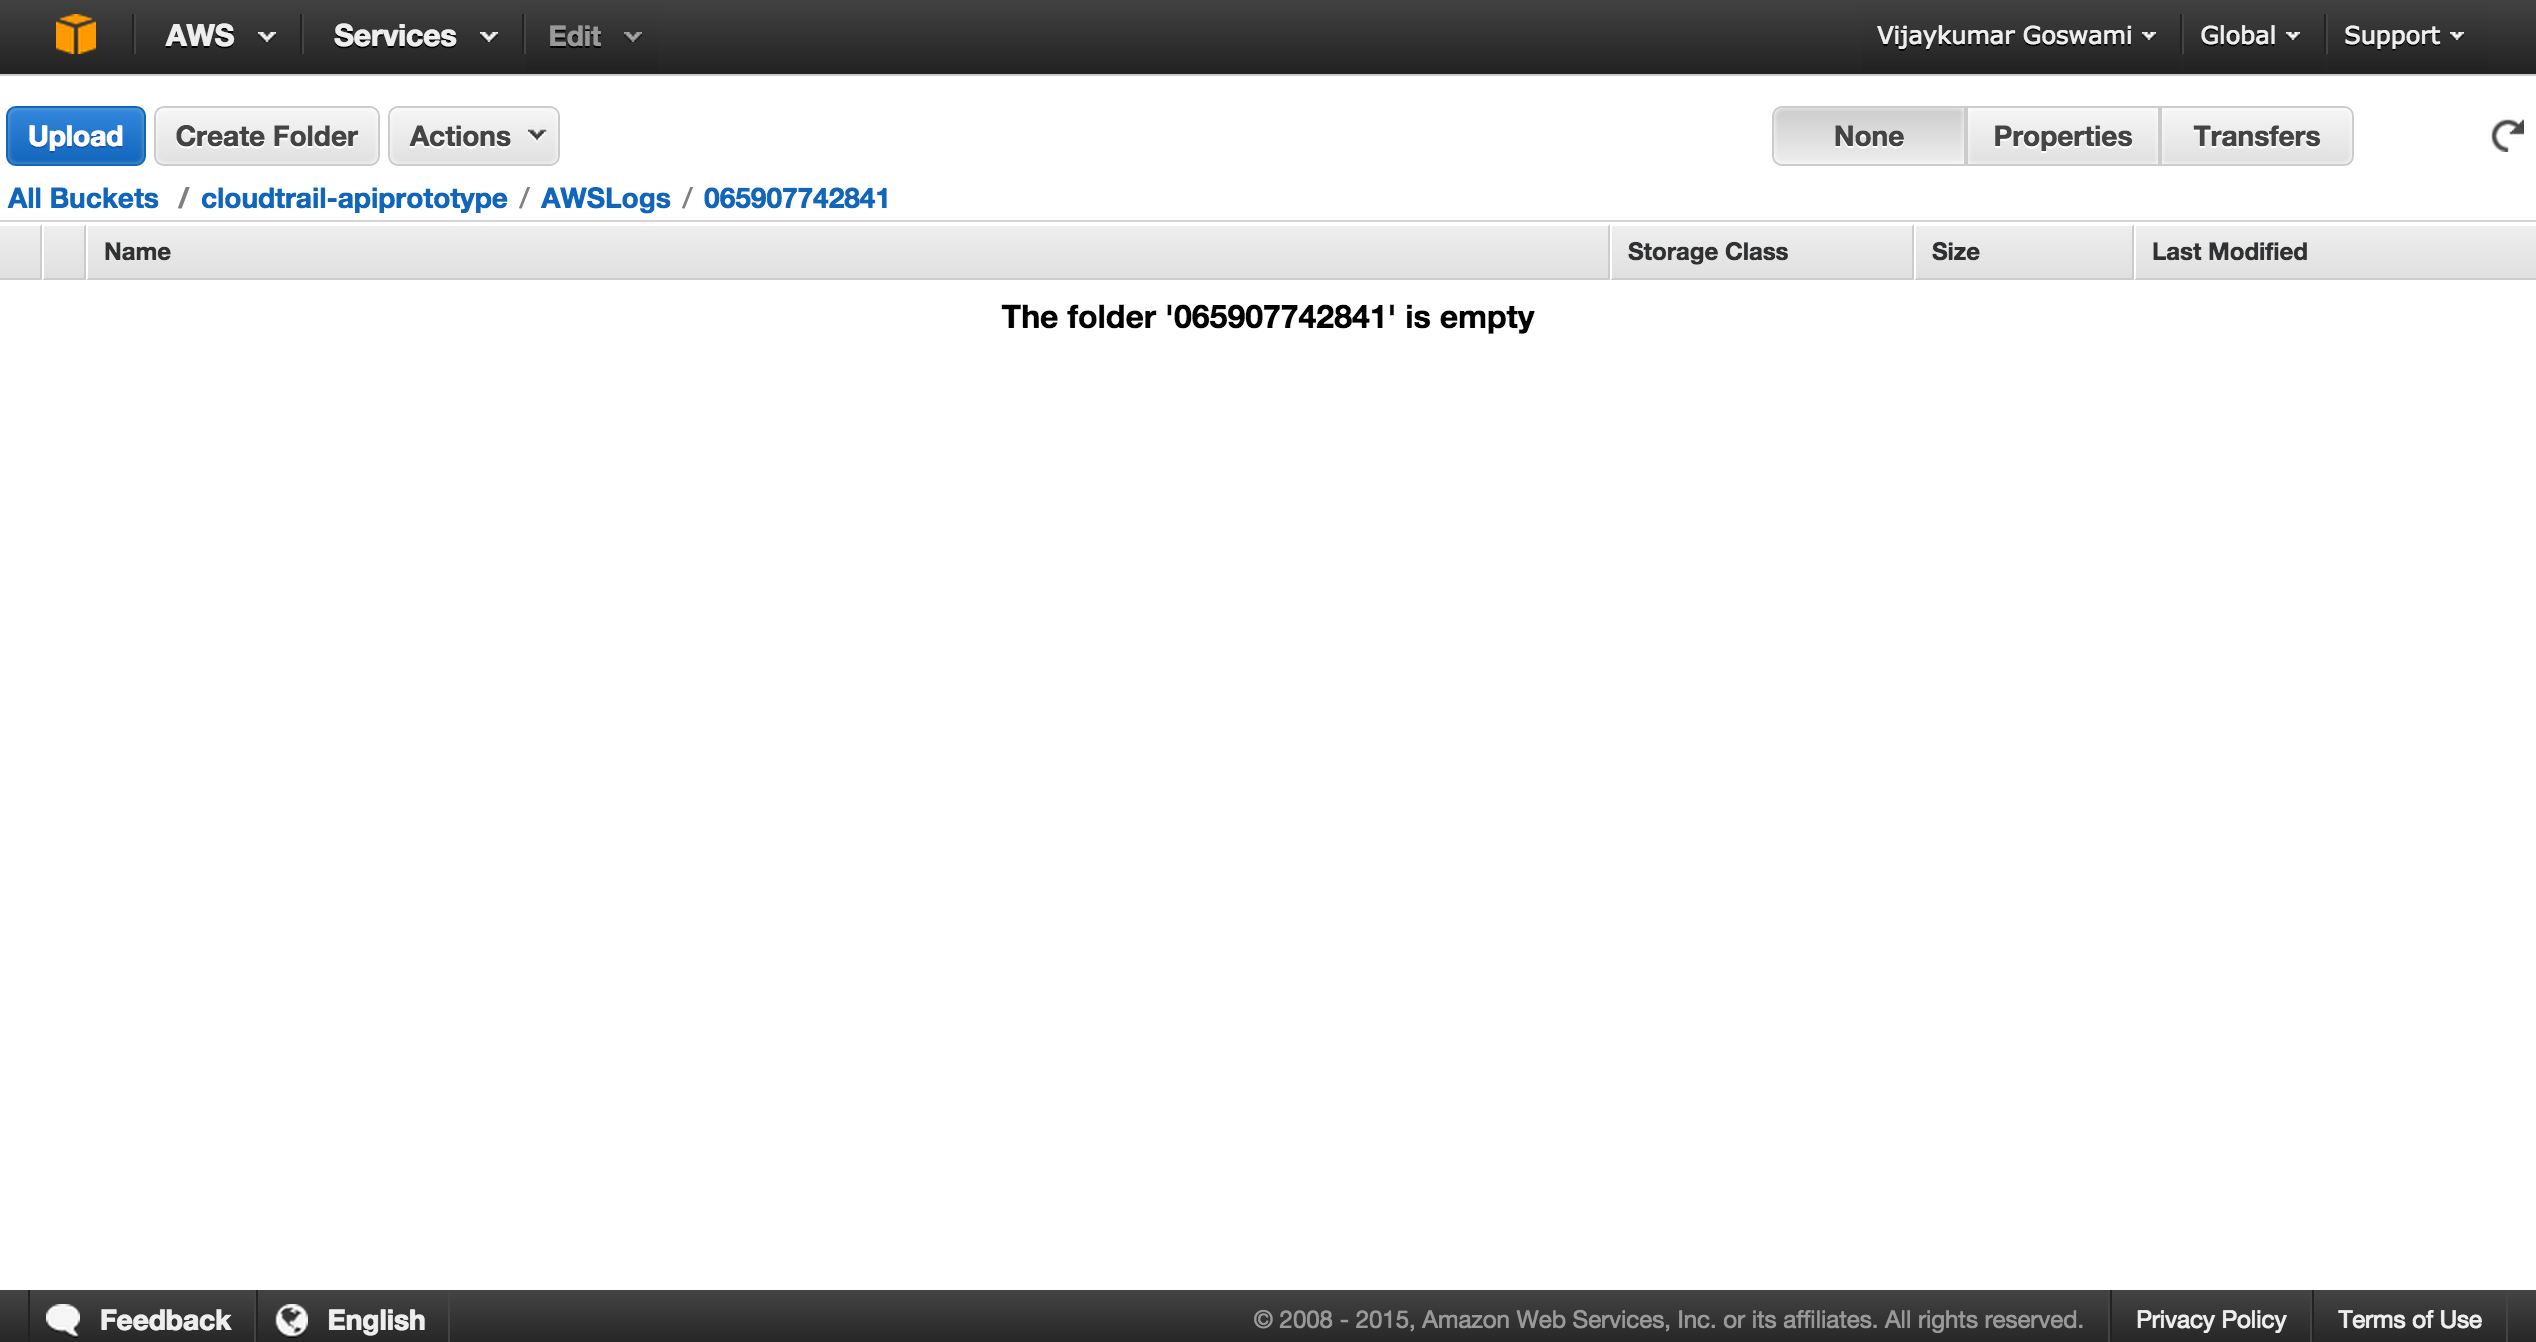 AWS Services Edit Vijaykumar Goswami Global Support
Upload Create Folder Actions None Properties Transfers
All Buckets / cloudtrail-apiprototype / AWSLogs / 065907742841
Name Storage Class Size Last Modified
The folder '065907742841' is empty
Feedback English © 2008 - 2015, Amazon Web Services, Inc. or its affiliates. All rights reserved. Privacy Policy Terms of Use